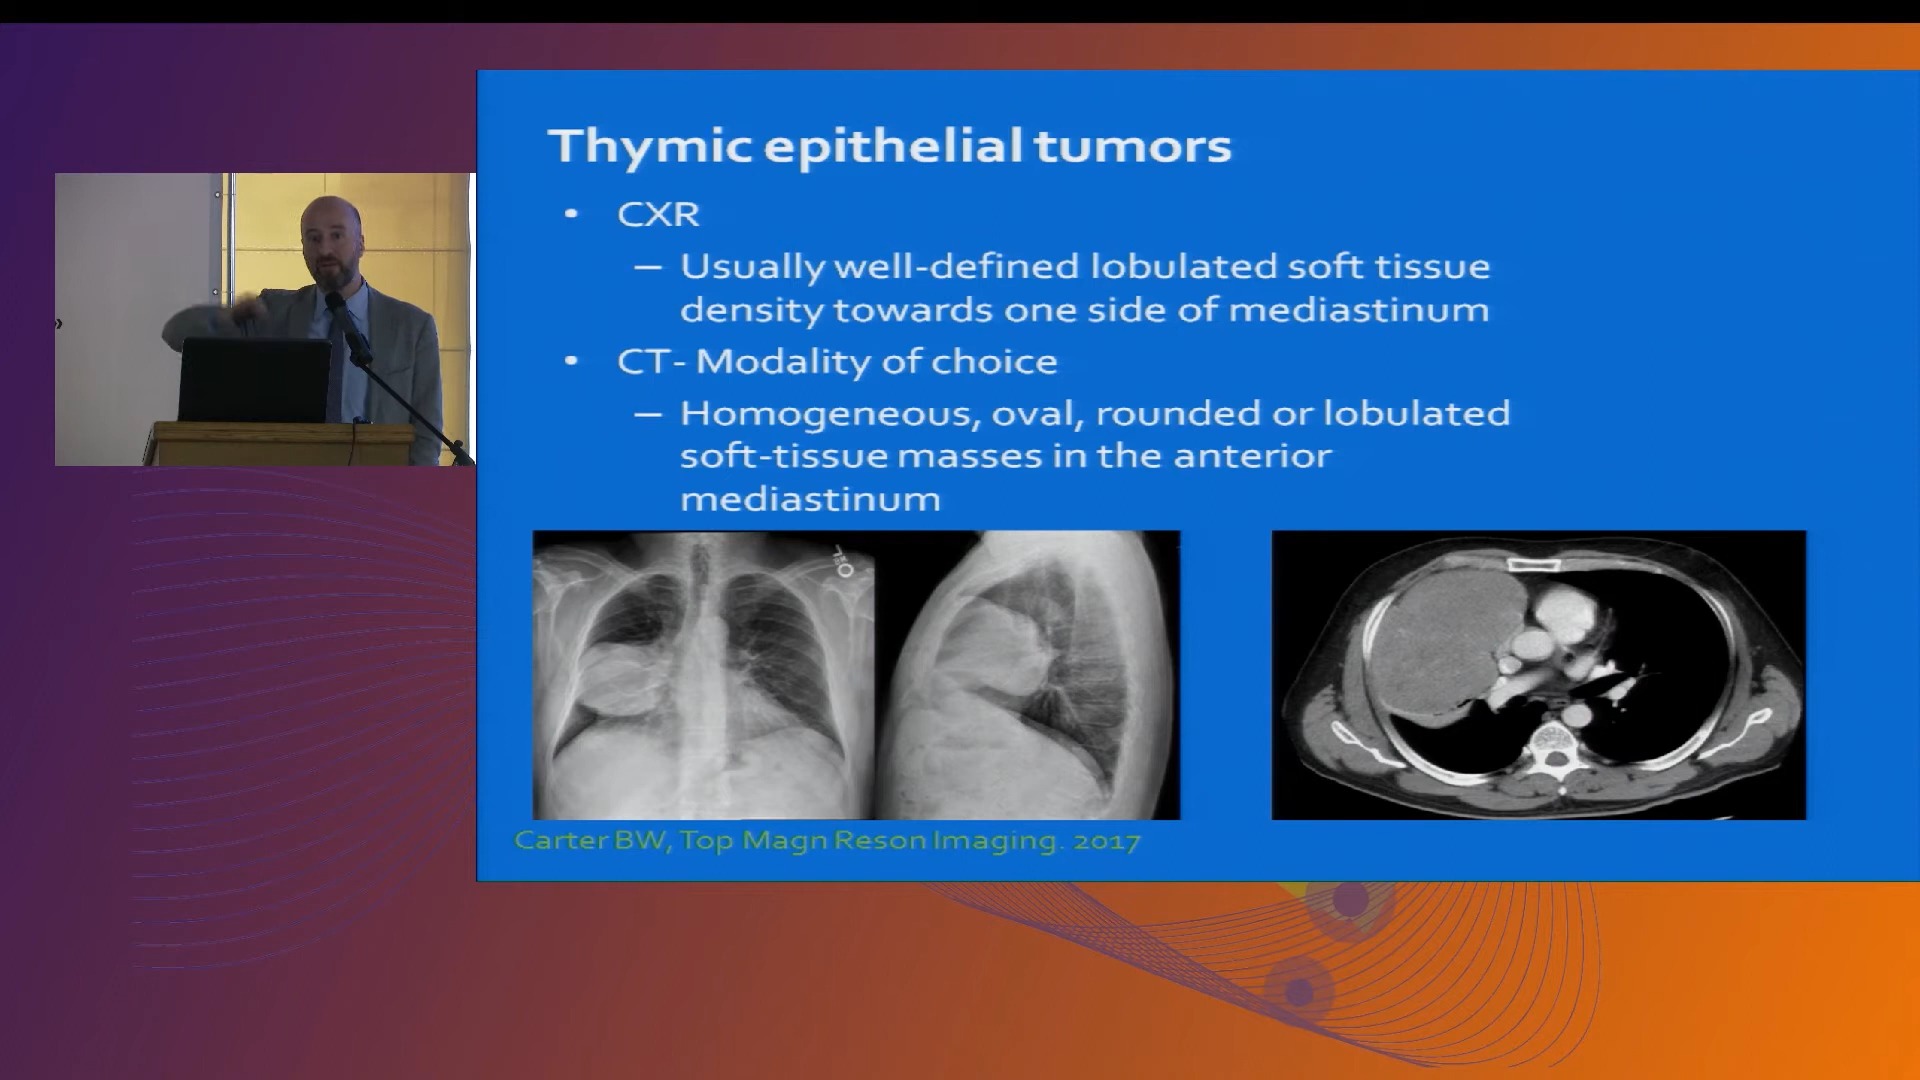 Thymic epithelial tumors
• CXR
– Usually well-defined lobulated soft tissue
density towards one side of mediastinum
• CT- Modality of choice
– Homogeneous, oval, rounded or lobulated
soft-tissue masses in the anterior
mediastinum
Carter BW, Top Magn Reson Imaging. 2017